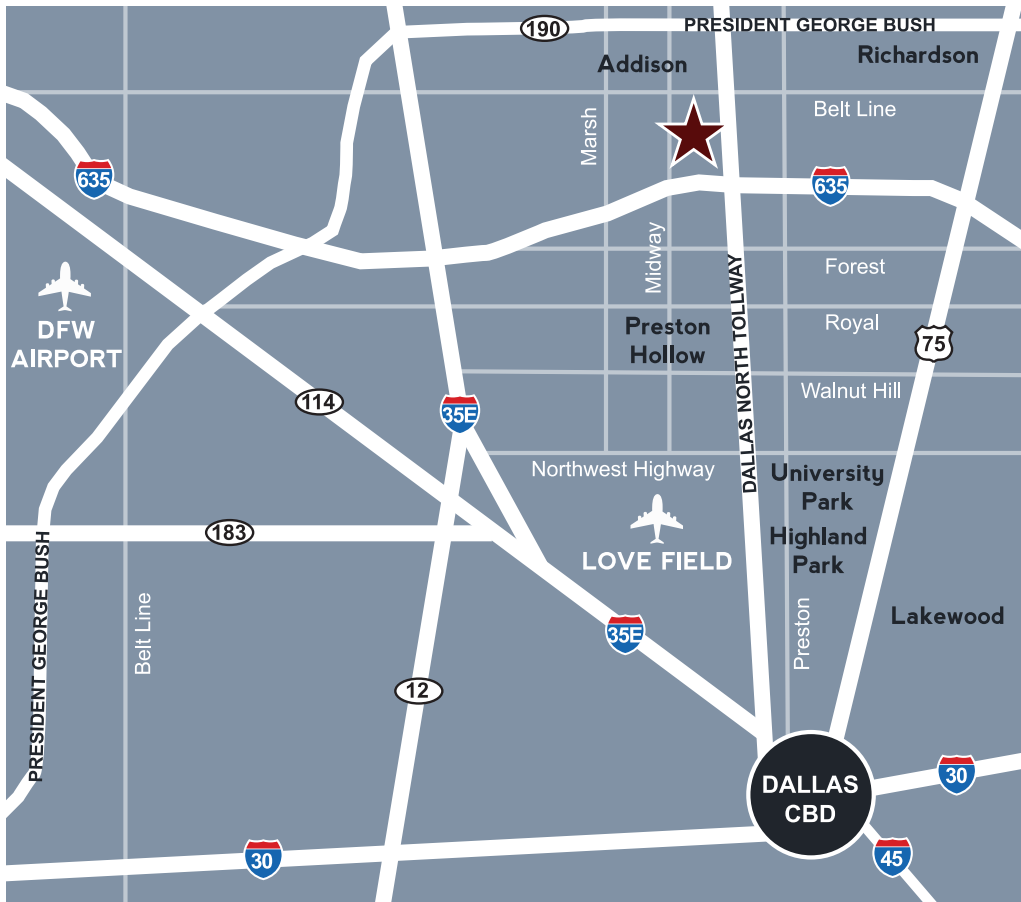 190
PRESIDENT GEORGE BUSH
Addison
Richardson
Marsh
Belt Line
635
635
Midway
Forest
DFW
AIRPORT
Preston
Hollow
Royal
DALLAS NORTH TOLLWAY
75
114
35E
Walnut Hill
Northwest Highway
University
Park
183
LOVE FIELD
Highland
Park
PRESIDENT GEORGE BUSH
Belt Line
35E
Preston
Lakewood
12
DALLAS
CBD
30
30
45